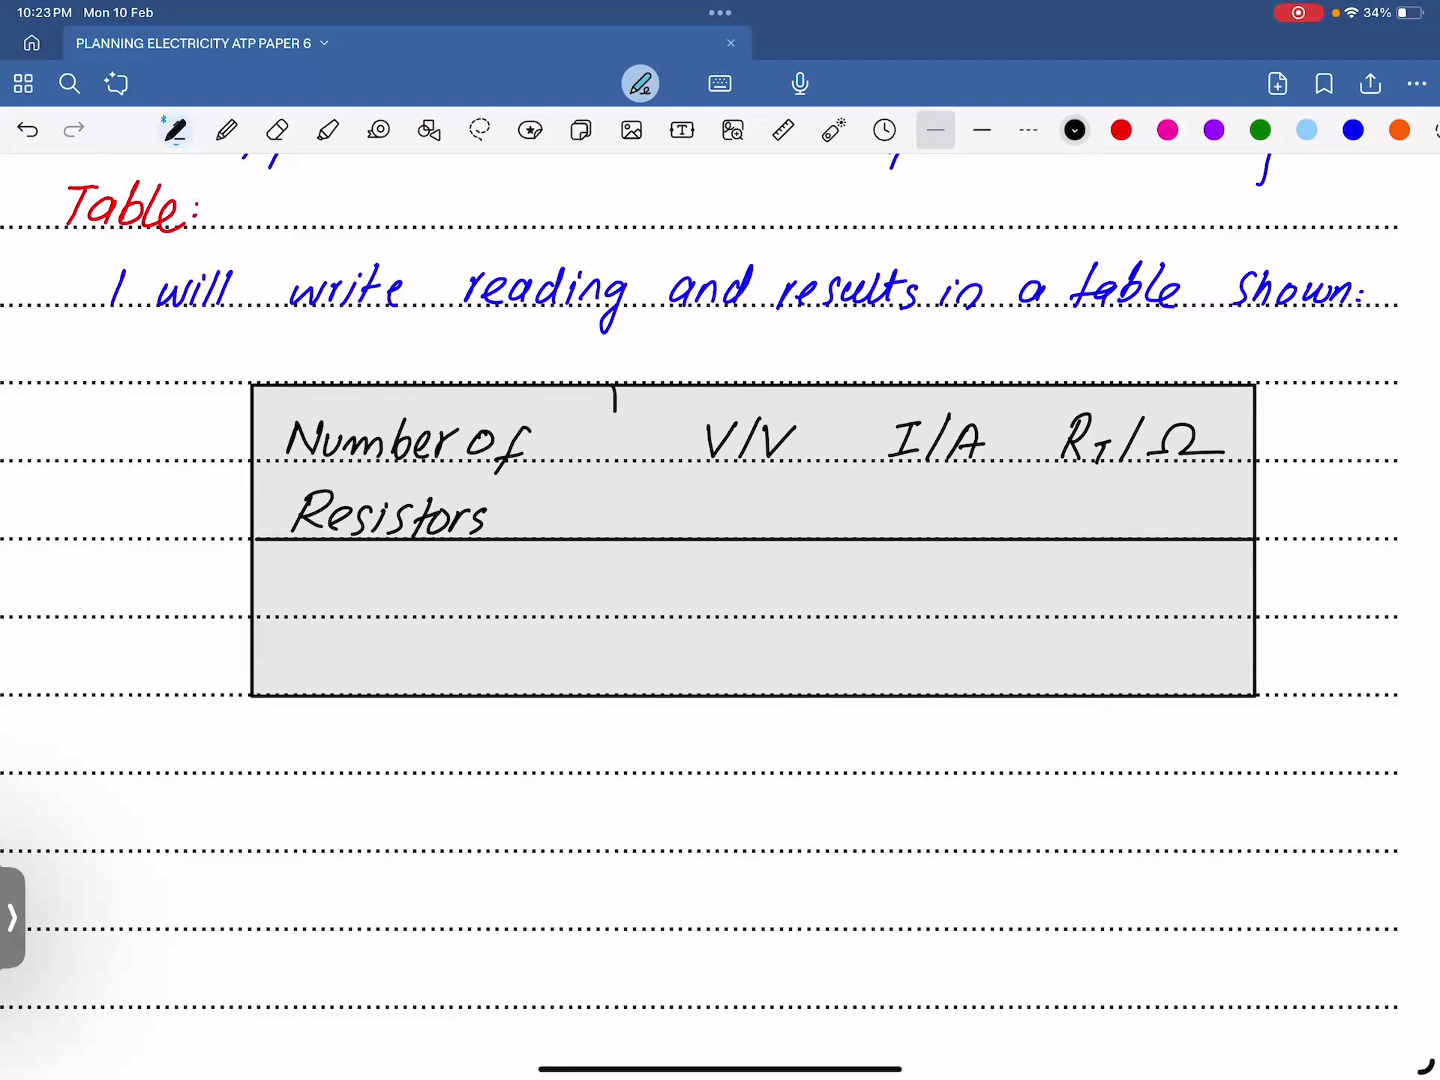 10:23 PM Mon 10 Feb
34%
PLANNING ELECTRICITY ATP PAPER 6
Table:
I will write reading and results in a table shown:
Number of V/V I/A R_T/Ω
Resistors